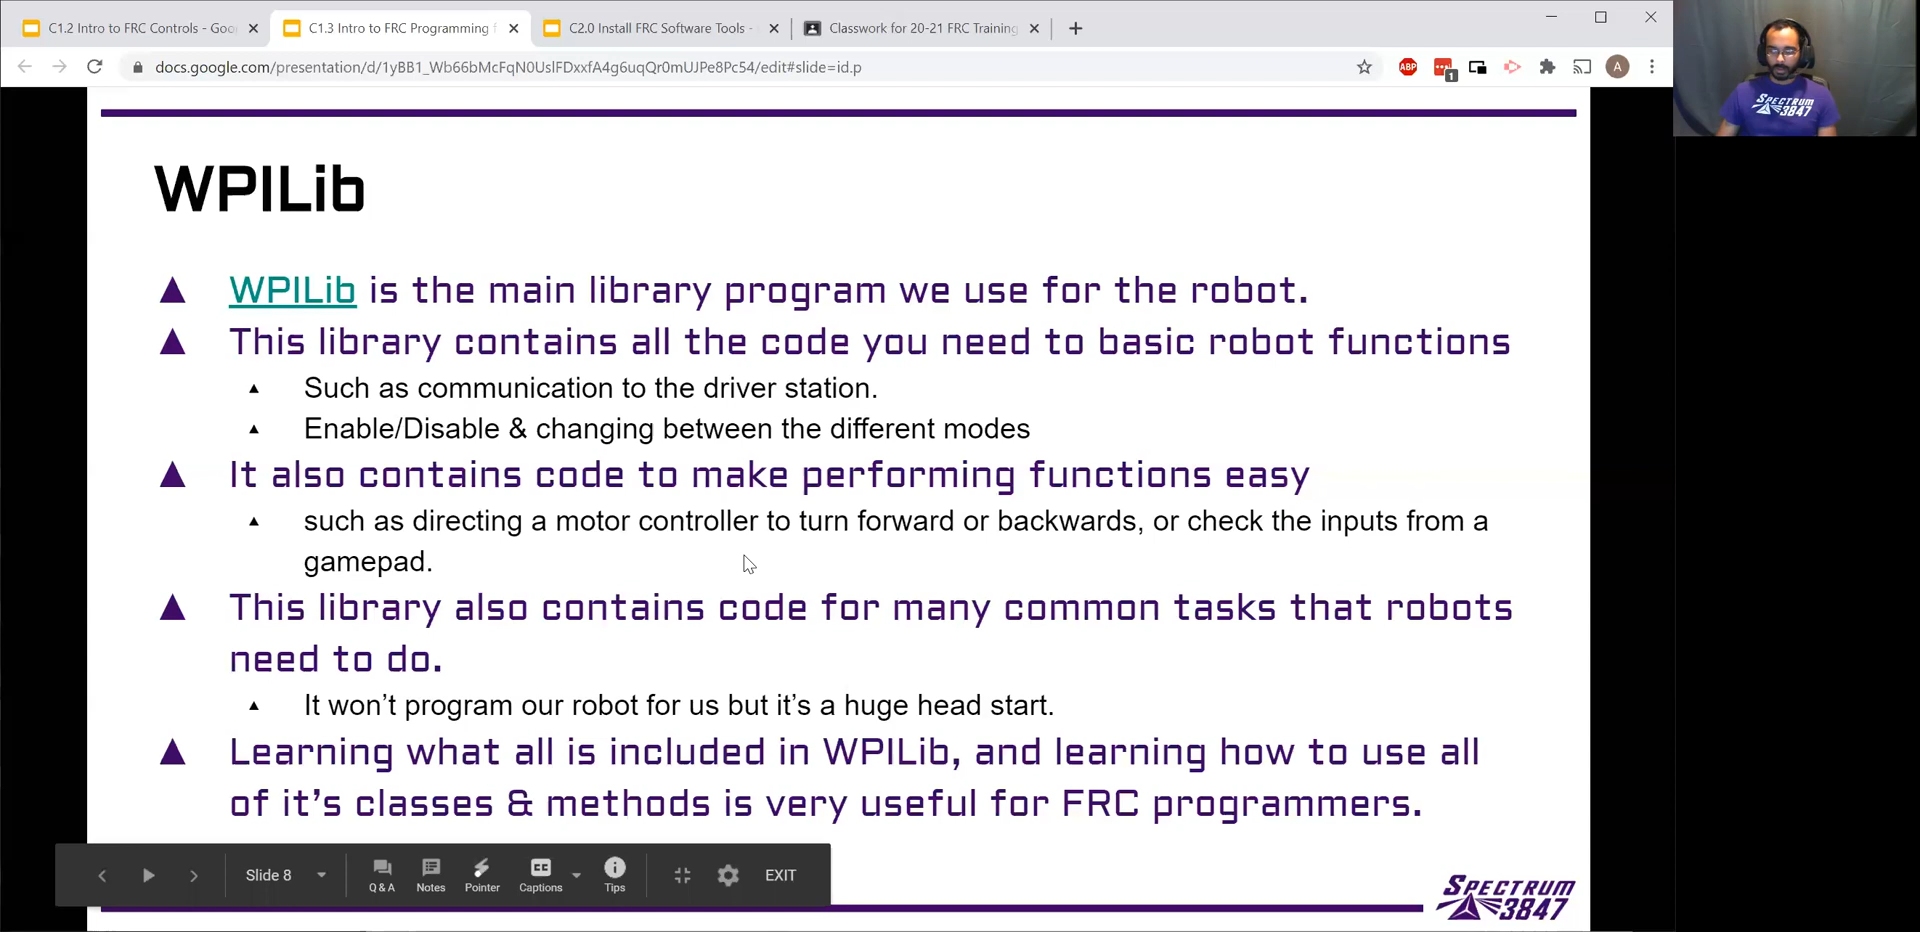 C1.2 Intro to FRC Controls - Goo
C1.3 Intro to FRC Programming f
C2.0 Install FRC Software Tools -
Classwork for 20-21 FRC Training
docs.google.com/presentation/d/1yBB1_Wb66bMcFqN0UslFDxxfA4g6uqQr0mUJPe8Pc54/edit#slide=id.p
ABP
1
A
SPECTRUM
3847
WPILib
WPILib is the main library program we use for the robot.
This library contains all the code you need to basic robot functions
Such as communication to the driver station.
Enable/Disable & changing between the different modes
It also contains code to make performing functions easy
such as directing a motor controller to turn forward or backwards, or check the inputs from a
gamepad.
This library also contains code for many common tasks that robots
need to do.
It won't program our robot for us but it's a huge head start.
Learning what all is included in WPILib, and learning how to use all
of it's classes & methods is very useful for FRC programmers.
Slide 8
Q & A
Notes
Pointer
CC
Captions
Tips
EXIT
SPECTRUM
3847